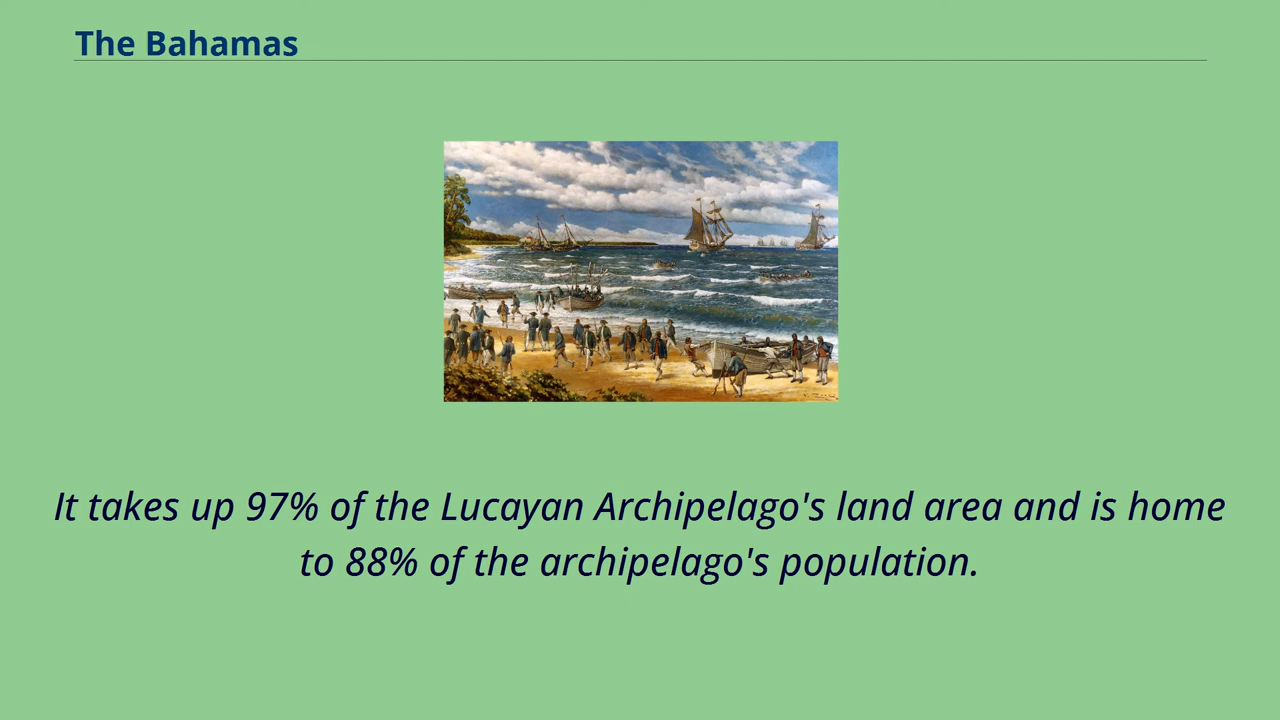 The Bahamas
It takes up 97% of the Lucayan Archipelago's land area and is home
to 88% of the archipelago's population.